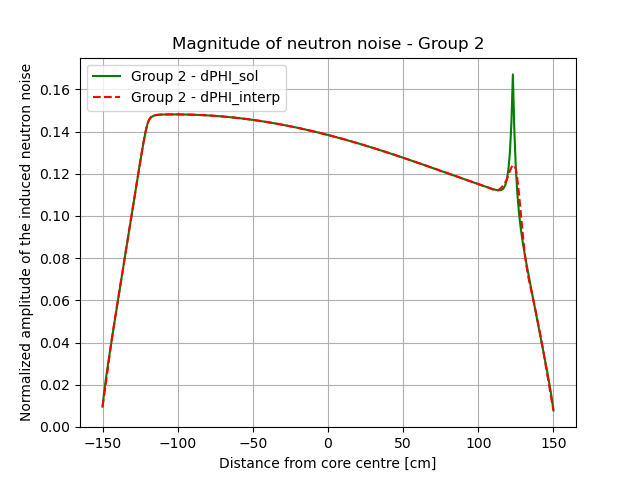 Magnitude of neutron noise - Group 2
Group 2 - dPHI_sol
Group 2 - dPHI_interp
Normalized amplitude of the induced neutron noise
0.16
0.14
0.12
0.10
0.08
0.06
0.04
0.02
0.00
−150 −100 −50 0 50 100 150
Distance from core centre [cm]